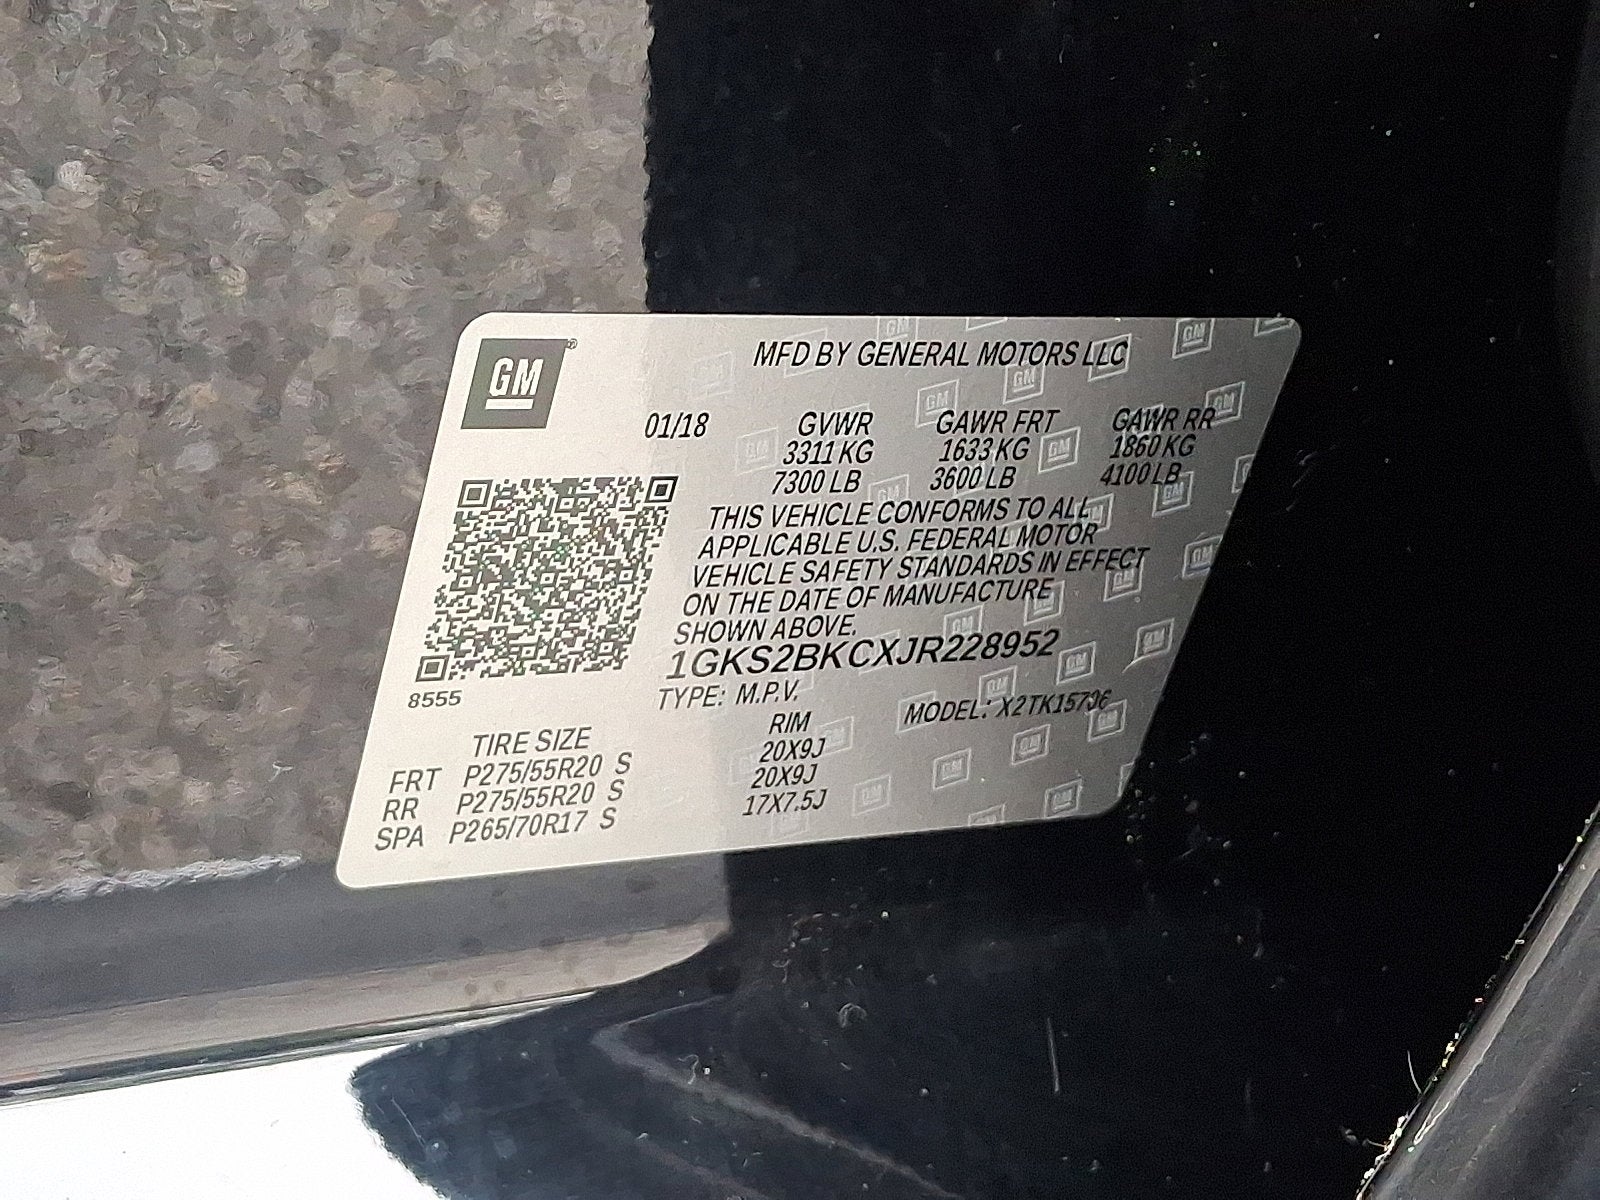 GM
MFD BY GENERAL MOTORS LLC
01/18 GVWR GAWR FRT GAWR RR
3311 KG 1633 KG 1860 KG
7300 LB 3600 LB 4100 LB
THIS VEHICLE CONFORMS TO ALL
APPLICABLE U.S. FEDERAL MOTOR
VEHICLE SAFETY STANDARDS IN EFFECT
ON THE DATE OF MANUFACTURE
SHOWN ABOVE.
1GKS2BKCXJR228952
8555
TYPE: M.P.V. MODEL: X2TK15706
TIRE SIZE RIM
FRT P275/55R20 S 20X9J
RR P275/55R20 S 20X9J
SPA P265/70R17 S 17X7.5J